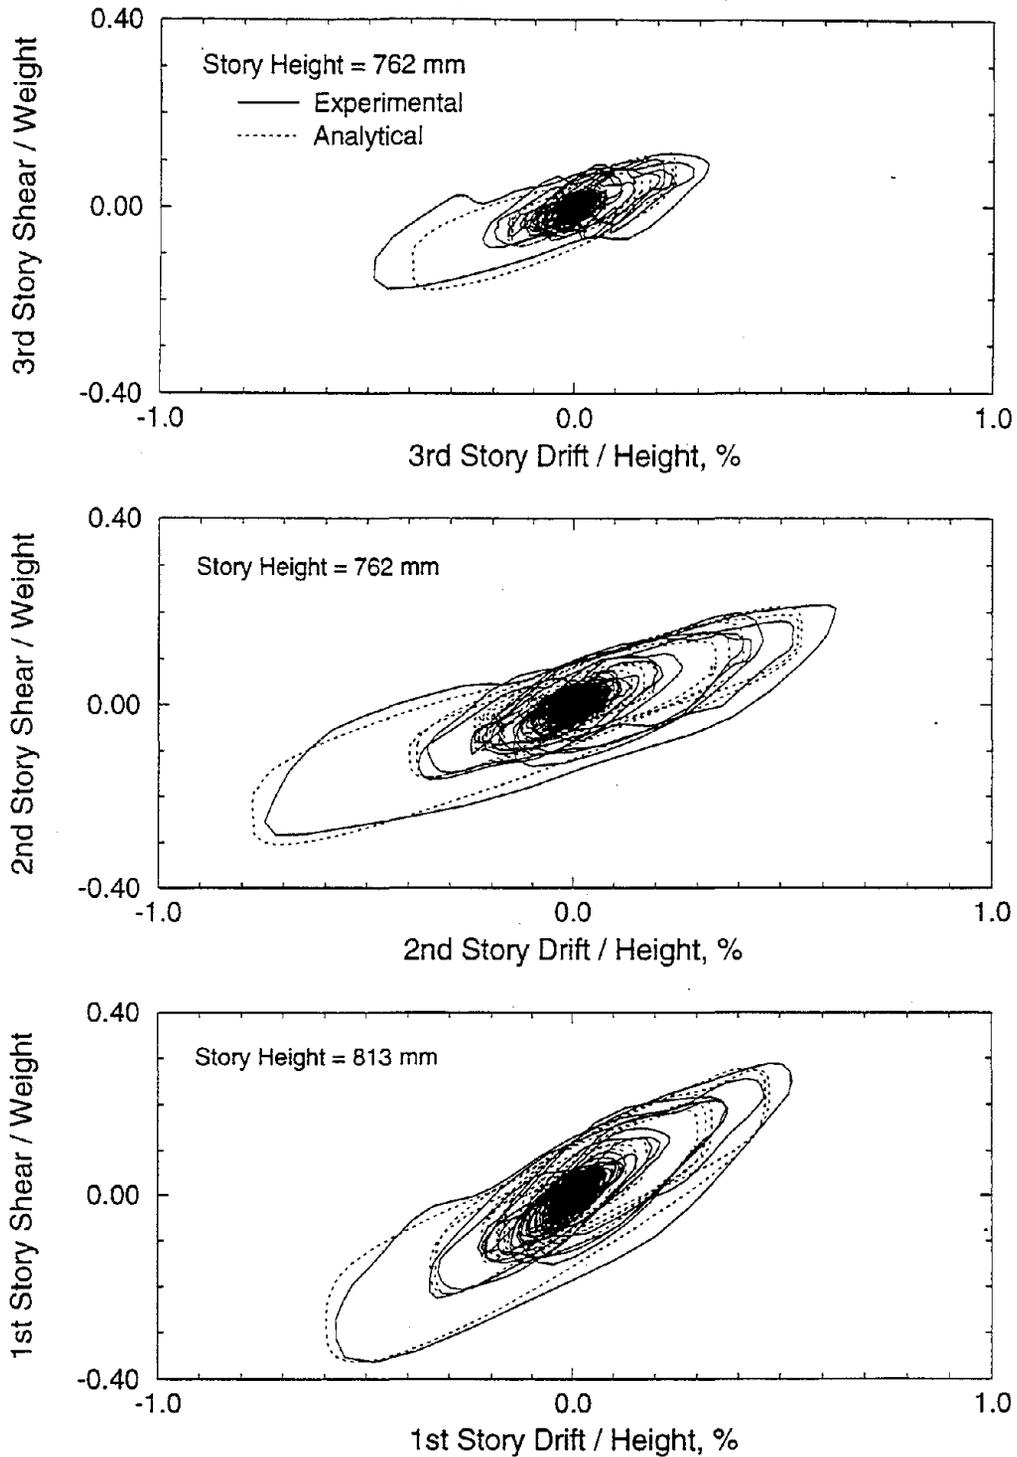 0.40
3rd Story Shear / Weight
Story Height = 762 mm
Experimental
Analytical
0.00
-0.40
-1.0 0.0 1.0
3rd Story Drift / Height, %
0.40
2nd Story Shear / Weight
Story Height = 762 mm
0.00
-0.40
-1.0 0.0 1.0
2nd Story Drift / Height, %
0.40
1st Story Shear / Weight
Story Height = 813 mm
0.00
-0.40
-1.0 0.0 1.0
1st Story Drift / Height, %